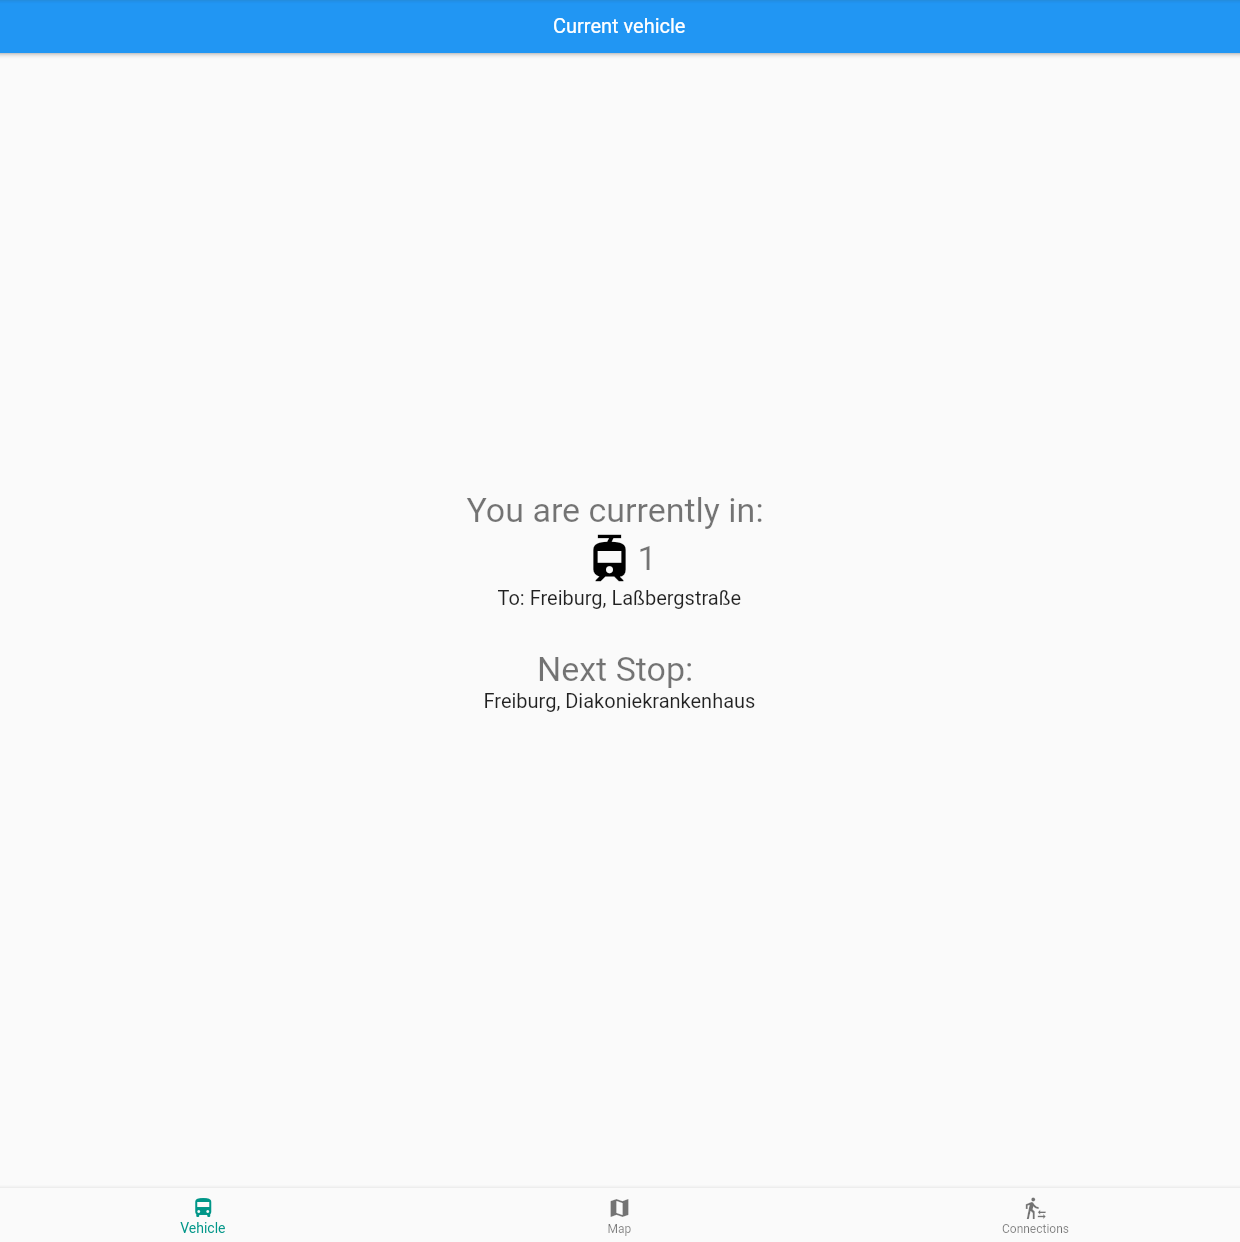 Current vehicle
You are currently in:
1
To: Freiburg, Laßbergstraße
Next Stop:
Freiburg, Diakoniekrankenhaus
Vehicle
Map
Connections